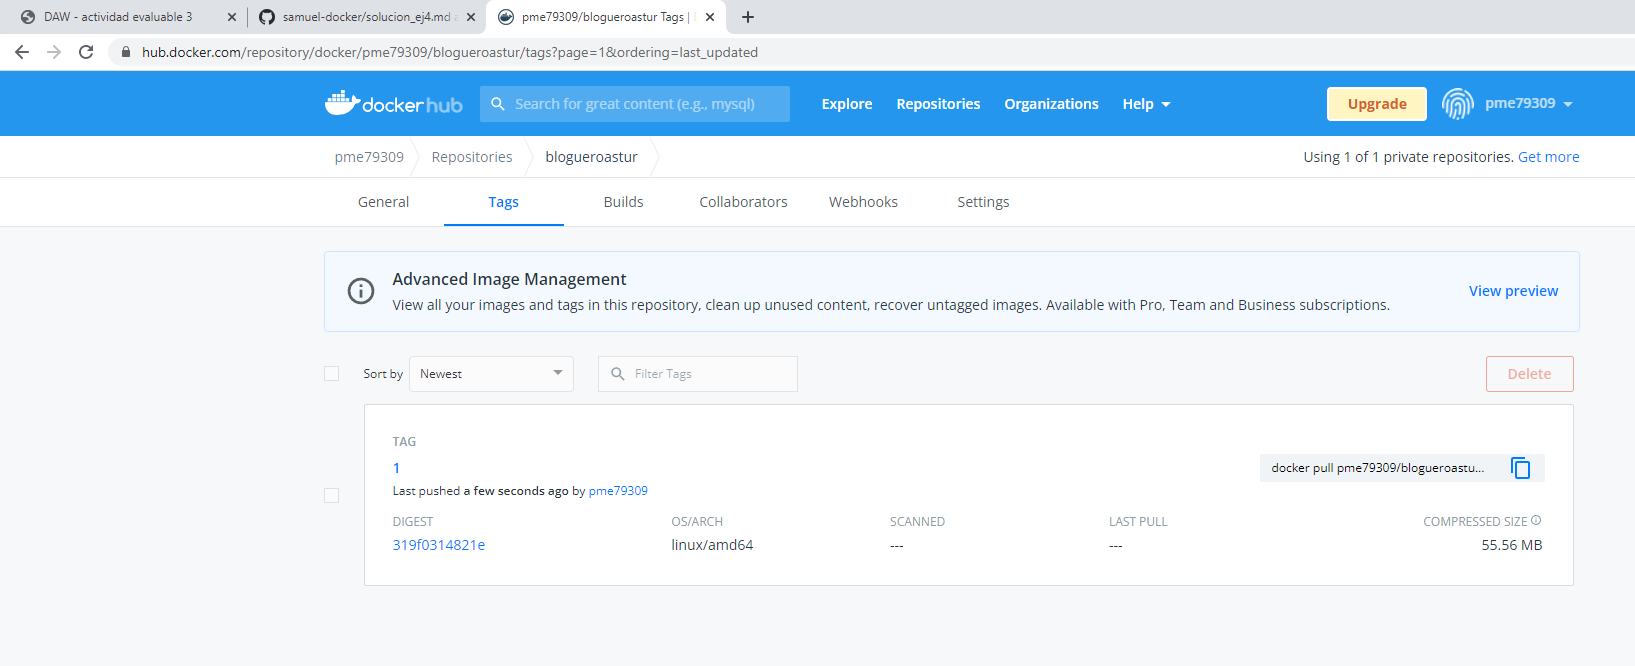 DAW - actividad evaluable 3
samuel-docker/solucion_ej4.md a
pme79309/blogueroastur Tags |
hub.docker.com/repository/docker/pme79309/blogueroastur/tags?page=1&ordering=last_updated
docker hub
Search for great content (e.g., mysql)
Explore
Repositories
Organizations
Help
Upgrade
pme79309
pme79309
Repositories
blogueroastur
Using 1 of 1 private repositories. Get more
General
Tags
Builds
Collaborators
Webhooks
Settings
Advanced Image Management
View all your images and tags in this repository, clean up unused content, recover untagged images. Available with Pro, Team and Business subscriptions.
View preview
Sort by
Newest
Filter Tags
Delete
TAG
1
docker pull pme79309/blogueroastu...
Last pushed a few seconds ago by pme79309
DIGEST
OS/ARCH
SCANNED
LAST PULL
COMPRESSED SIZE
319f0314821e
linux/amd64
---
---
55.56 MB